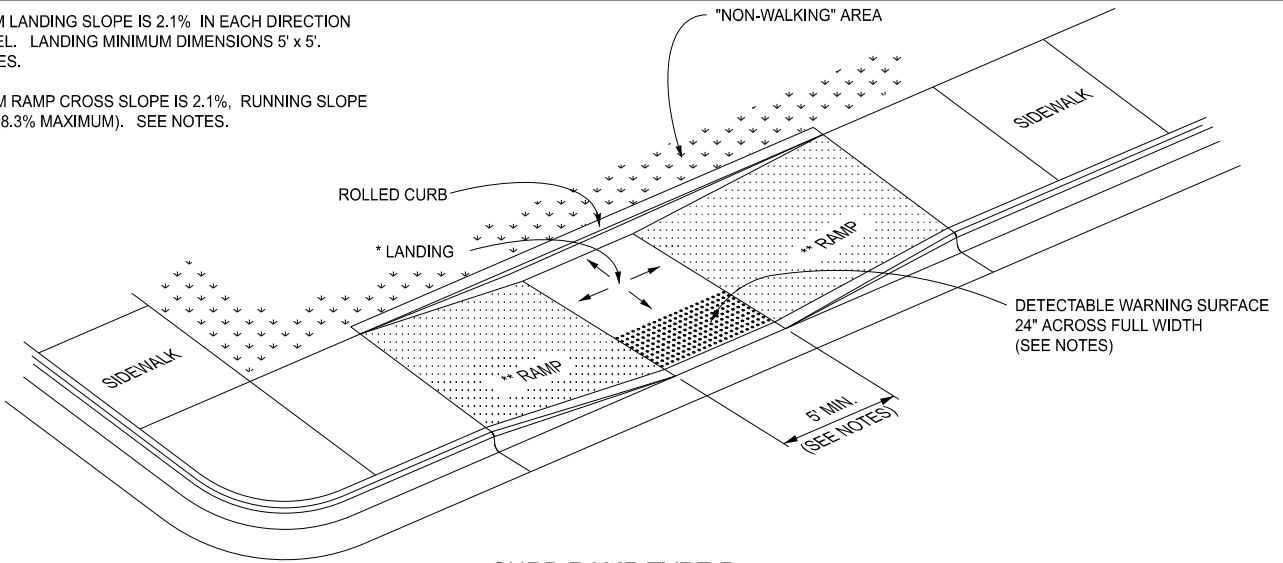 LANDING SLOPE IS 2.1% IN EACH DIRECTION
LANDING MINIMUM DIMENSIONS 5' x 5'.
RAMP CROSS SLOPE IS 2.1%, RUNNING SLOPE
8.3% MAXIMUM). SEE NOTES.
"NON-WALKING" AREA
SIDEWALK
ROLLED CURB
* LANDING
** RAMP
DETECTABLE WARNING SURFACE
24" ACROSS FULL WIDTH
(SEE NOTES)
SIDEWALK
** RAMP
5' MIN.
(SEE NOTES)